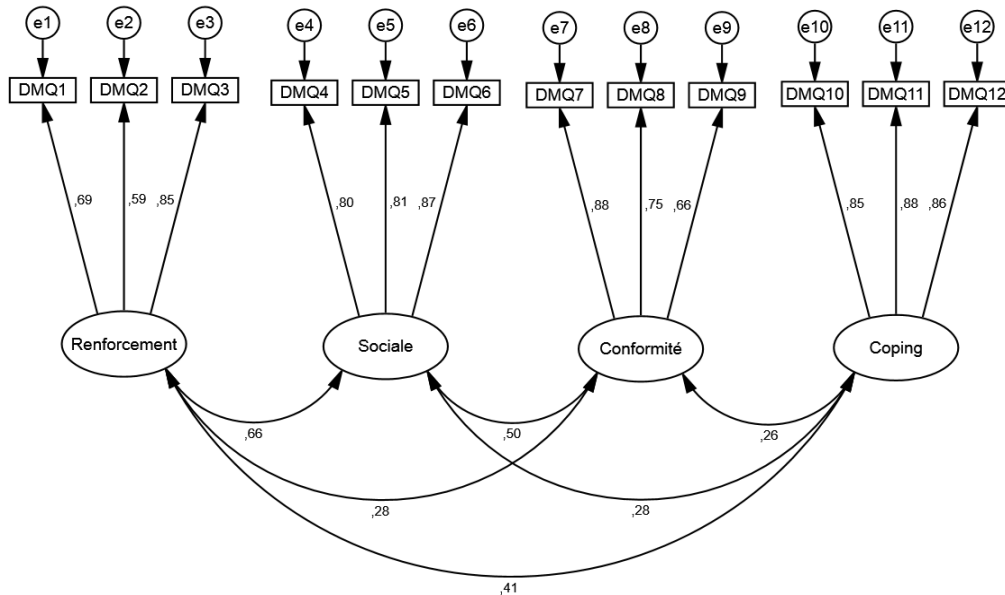 e1 e2 e3 e4 e5 e6 e7 e8 e9 e10 e11 e12
DMQ1 DMQ2 DMQ3 DMQ4 DMQ5 DMQ6 DMQ7 DMQ8 DMQ9 DMQ10 DMQ11 DMQ12
,69 ,59 ,85 ,80 ,81 ,87 ,88 ,75 ,66 ,85 ,88 ,86
Renforcement Sociale Conformité Coping
,66 ,50 ,26
,28 ,28
,41